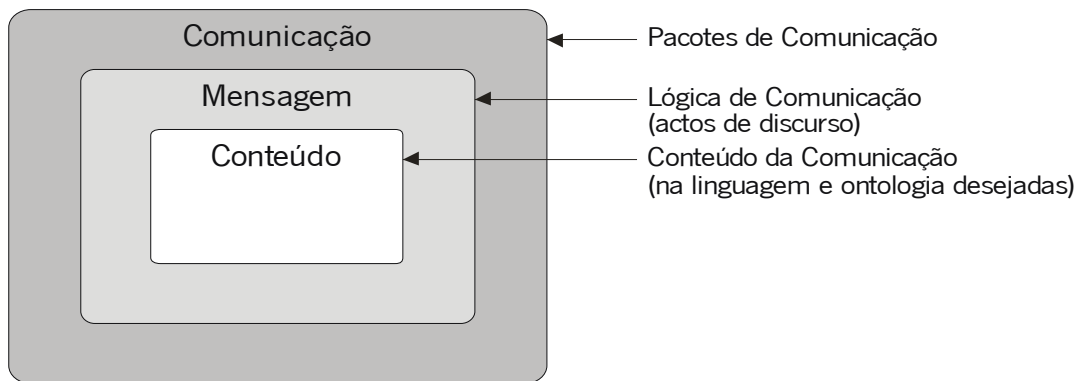 Comunicação
Pacotes de Comunicação
Mensagem
Lógica de Comunicação
(actos de discurso)
Conteúdo
Conteúdo da Comunicação
(na linguagem e ontologia desejadas)